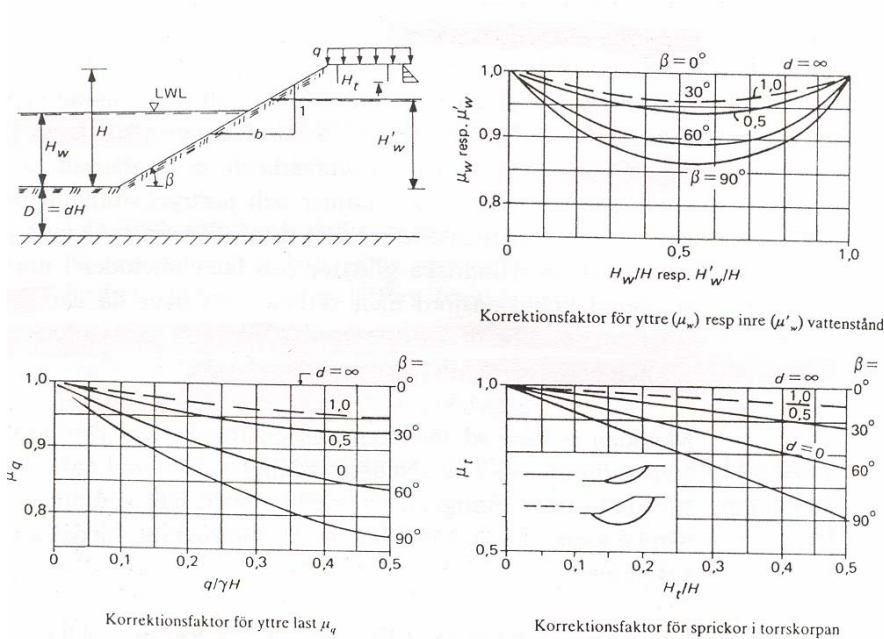 q
H_t
LWL
H
1
b
H_w
H'_w
β
D = dH
β = 0° d = ∞
1,0
30°
1,0
0,5
0,9
60°
β = 90°
0,8
μ_w resp. μ'_w
0 0,5 1,0
H_w/H resp. H'_w/H
Korrektionsfaktor för yttre (μ_w) resp inre (μ'_w) vattenstånd
β =
1,0
d = ∞
0°
1,0
30°
0,5
0,9
0
60°
0,8
90°
μ_q
0 0,1 0,2 0,3 0,4 0,5
q/γH
Korrektionsfaktor för yttre last μ_q
β =
1,0
d = ∞
0°
1,0
0,5
30°
d = 0
60°
90°
μ_t
0,5
0 0,1 0,2 0,3 0,4 0,5
H_t/H
Korrektionsfaktor för sprickor i torrskorpan